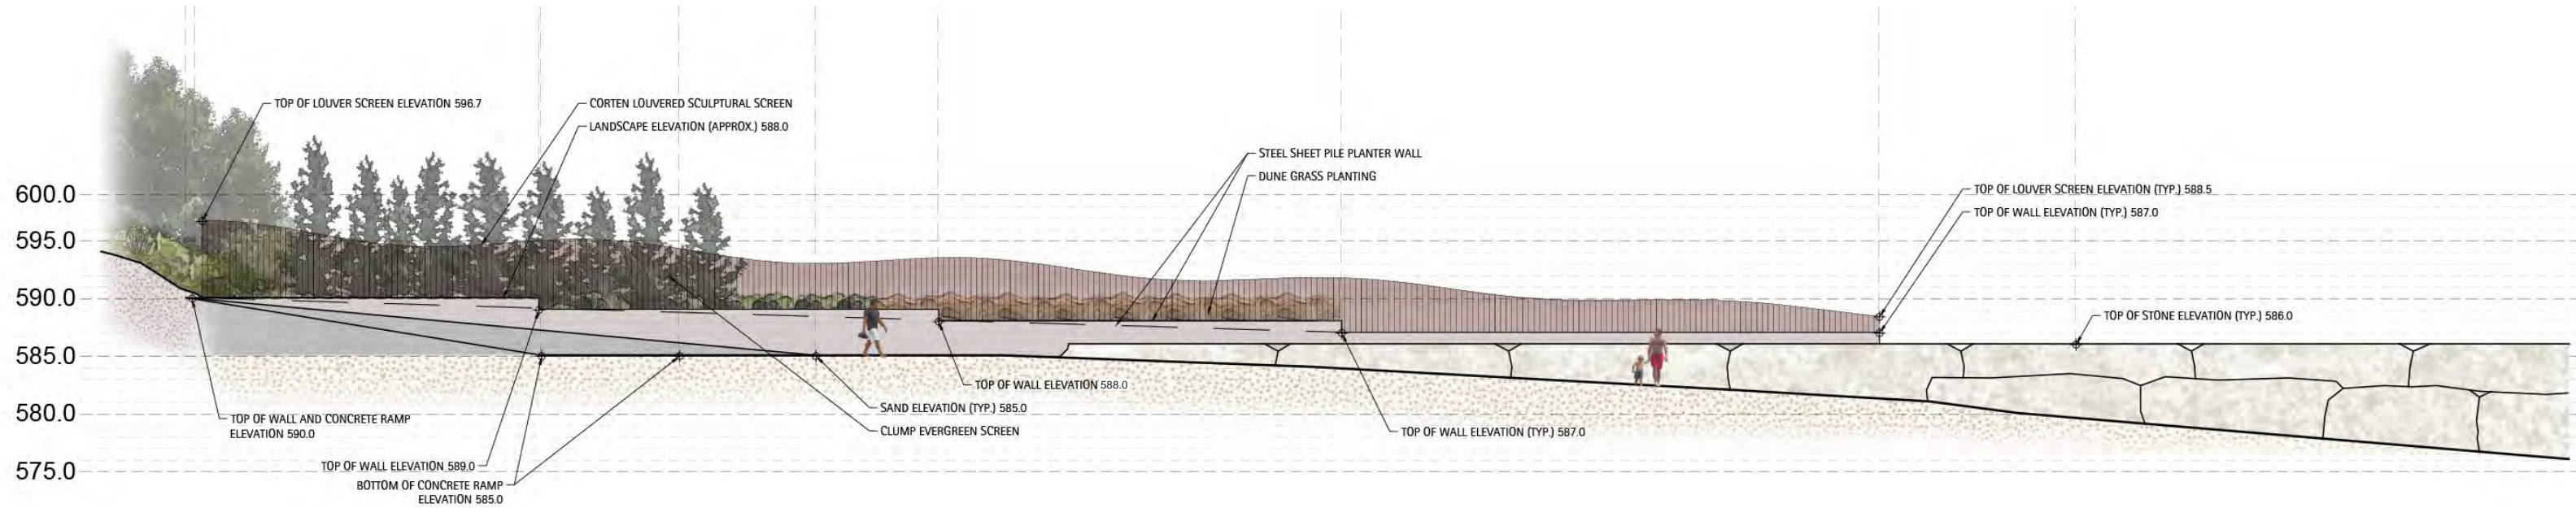 TOP OF LOUVER SCREEN ELEVATION 596.7
CORTEN LOUVERED SCULPTURAL SCREEN
LANDSCAPE ELEVATION (APPROX.) 588.0
STEEL SHEET PILE PLANTER WALL
DUNE GRASS PLANTING
TOP OF LOUVER SCREEN ELEVATION (TYP.) 588.5
TOP OF WALL ELEVATION (TYP.) 587.0
600.0
595.0
590.0
585.0
580.0
575.0
TOP OF STONE ELEVATION (TYP.) 586.0
TOP OF WALL ELEVATION 588.0
SAND ELEVATION (TYP.) 585.0
CLUMP EVERGREEN SCREEN
TOP OF WALL ELEVATION (TYP.) 587.0
TOP OF WALL AND CONCRETE RAMP
ELEVATION 590.0
TOP OF WALL ELEVATION 589.0
BOTTOM OF CONCRETE RAMP
ELEVATION 585.0